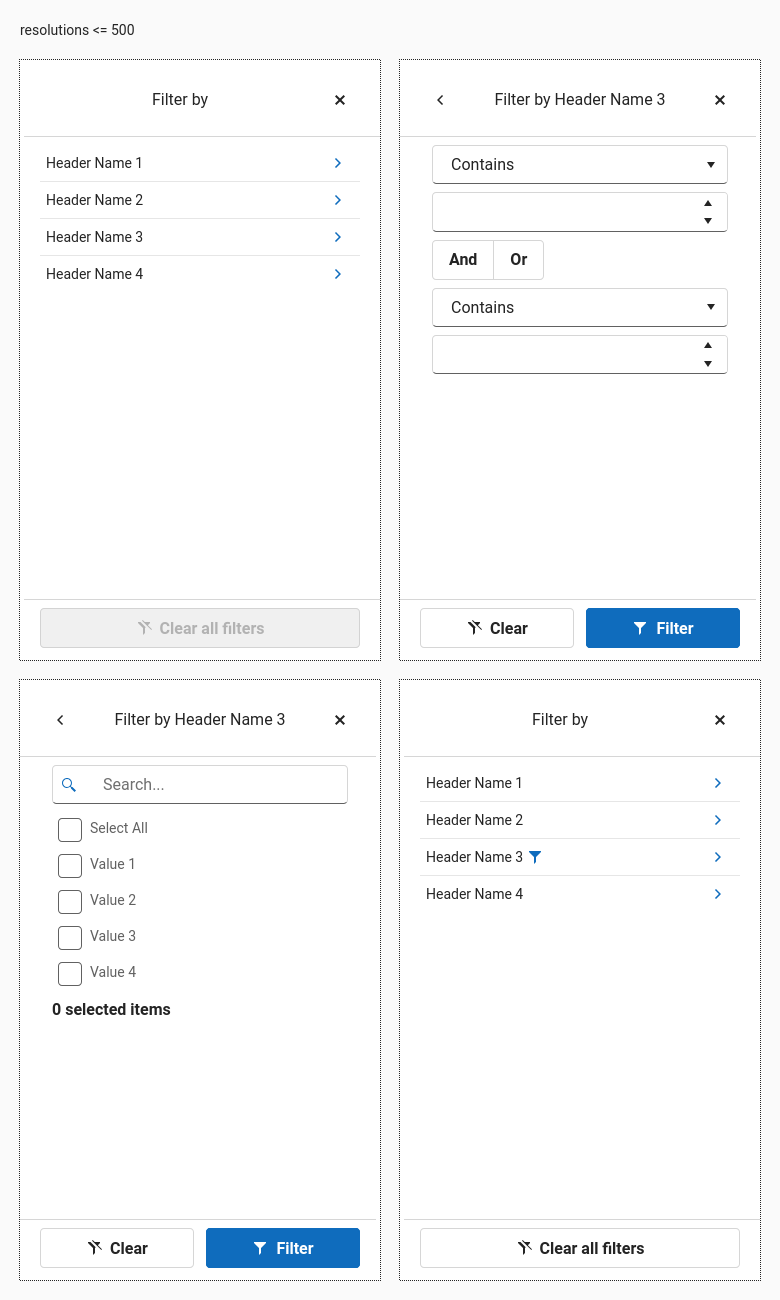 resolutions <= 500
Filter by
Header Name 1
Header Name 2
Header Name 3
Header Name 4
Clear all filters
Filter by Header Name 3
Contains
And Or
Contains
Clear Filter
Filter by Header Name 3
Search...
Select All
Value 1
Value 2
Value 3
Value 4
0 selected items
Clear Filter
Filter by
Header Name 1
Header Name 2
Header Name 3
Header Name 4
Clear all filters